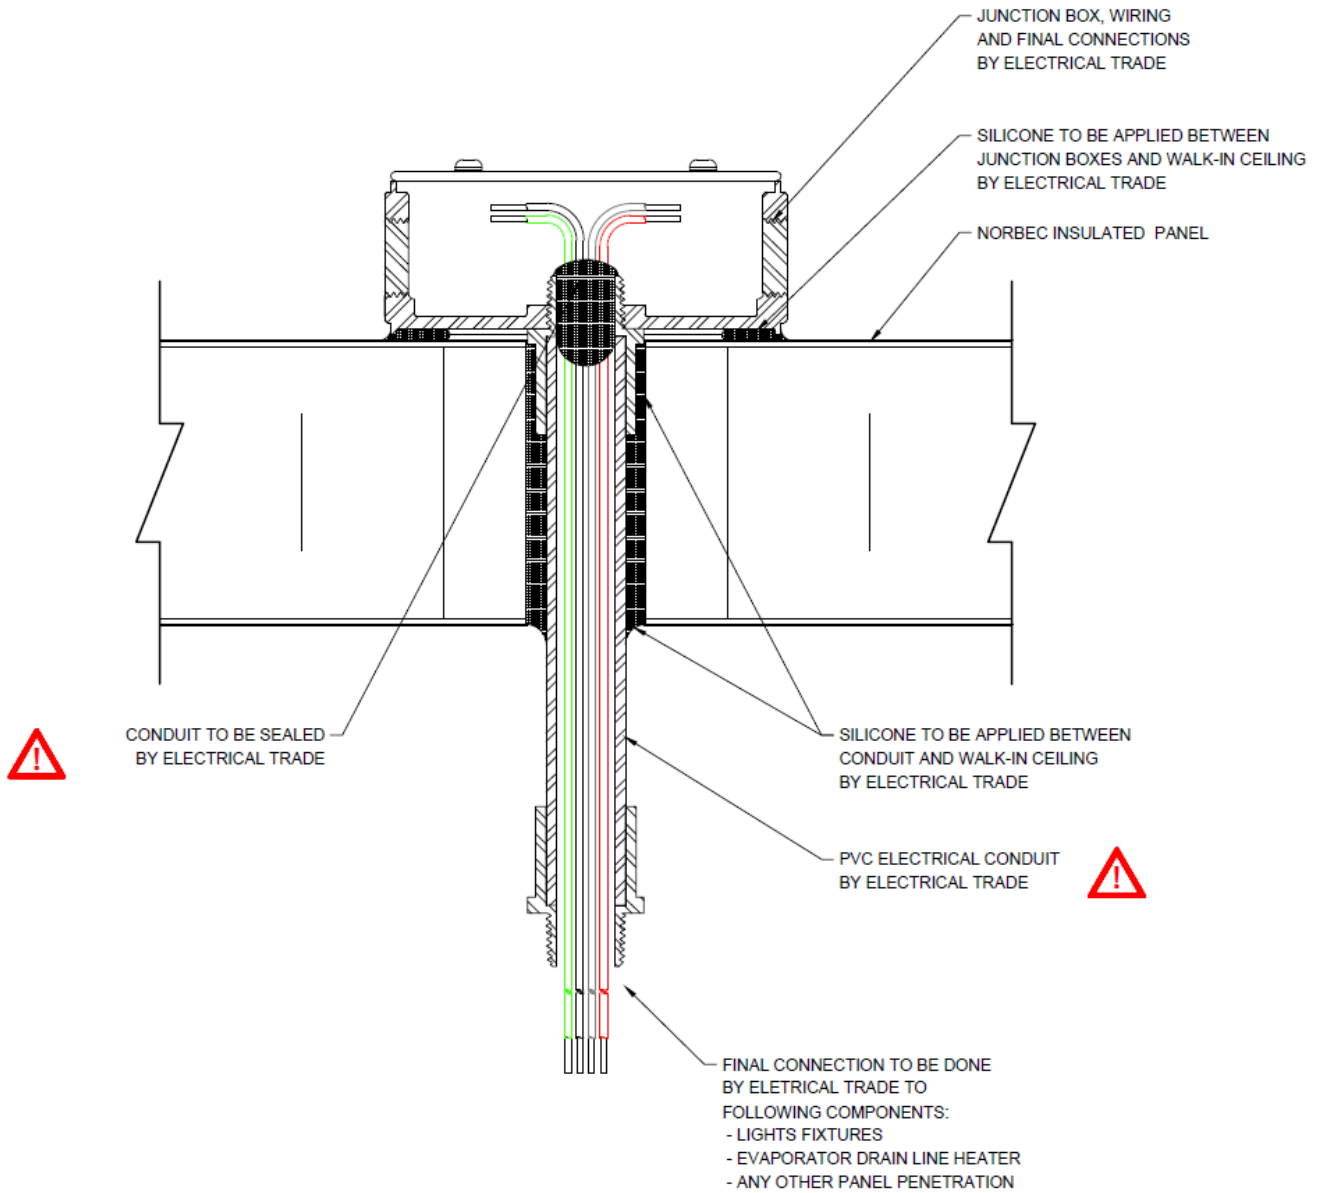 JUNCTION BOX, WIRING
AND FINAL CONNECTIONS
BY ELECTRICAL TRADE
SILICONE TO BE APPLIED BETWEEN
JUNCTION BOXES AND WALK-IN CEILING
BY ELECTRICAL TRADE
NORBEC INSULATED PANEL
CONDUIT TO BE SEALED
BY ELECTRICAL TRADE
!
SILICONE TO BE APPLIED BETWEEN
CONDUIT AND WALK-IN CEILING
BY ELECTRICAL TRADE
PVC ELECTRICAL CONDUIT
BY ELECTRICAL TRADE
!
FINAL CONNECTION TO BE DONE
BY ELETRICAL TRADE TO
FOLLOWING COMPONENTS:
- LIGHTS FIXTURES
- EVAPORATOR DRAIN LINE HEATER
- ANY OTHER PANEL PENETRATION